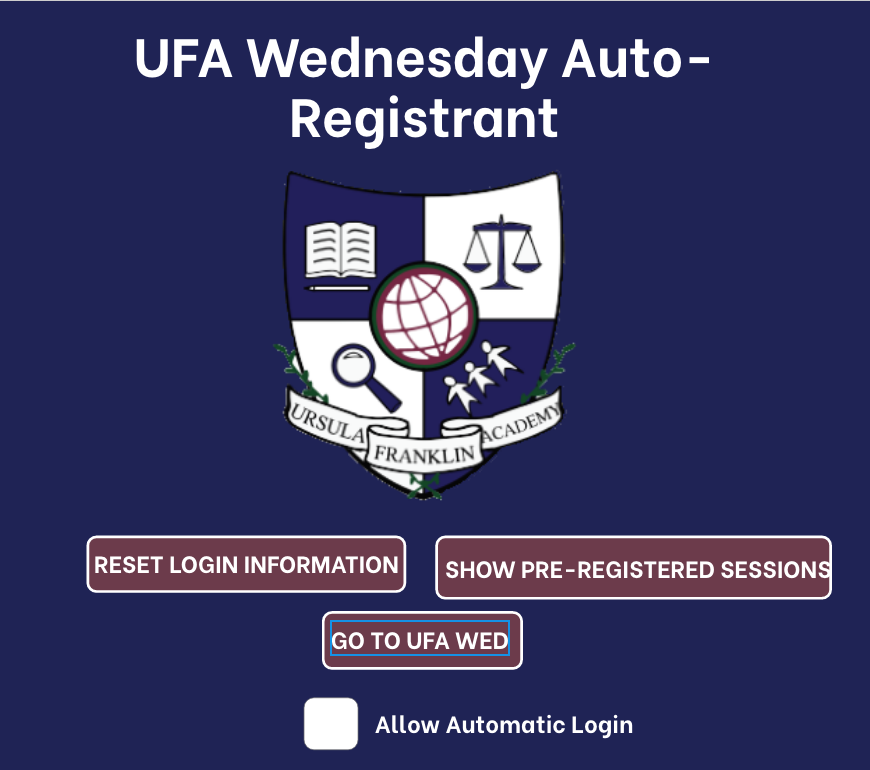 UFA Wednesday Auto-
Registrant
URSULA
FRANKLIN
ACADEMY
RESET LOGIN INFORMATION
SHOW PRE-REGISTERED SESSIONS
GO TO UFA WED
Allow Automatic Login